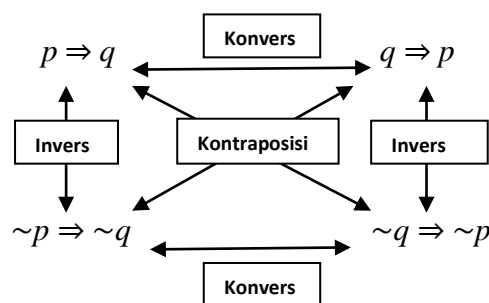 Konvers
p ⇒ q
q ⇒ p
Invers
Kontraposisi
Invers
~p ⇒ ~q
~q ⇒ ~p
Konvers